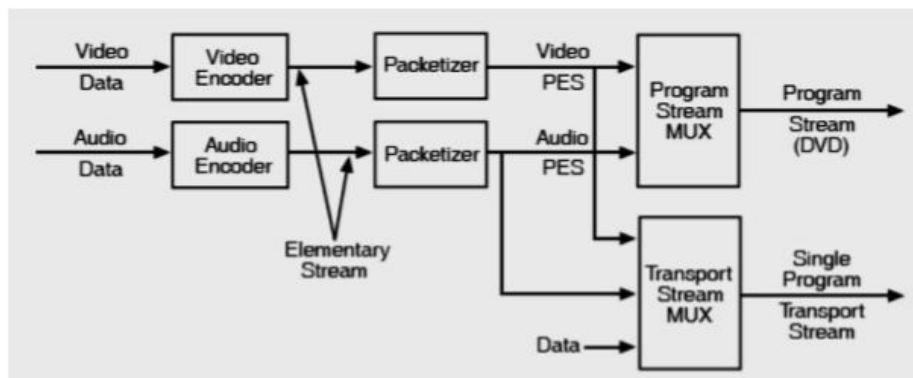 Video
Data
Video
Encoder
Packetizer
Video
PES
Program
Stream
MUX
Program
Stream
(DVD)
Audio
Data
Audio
Encoder
Packetizer
Audio
PES
Elementary
Stream
Transport
Stream
MUX
Single
Program
Transport
Stream
Data